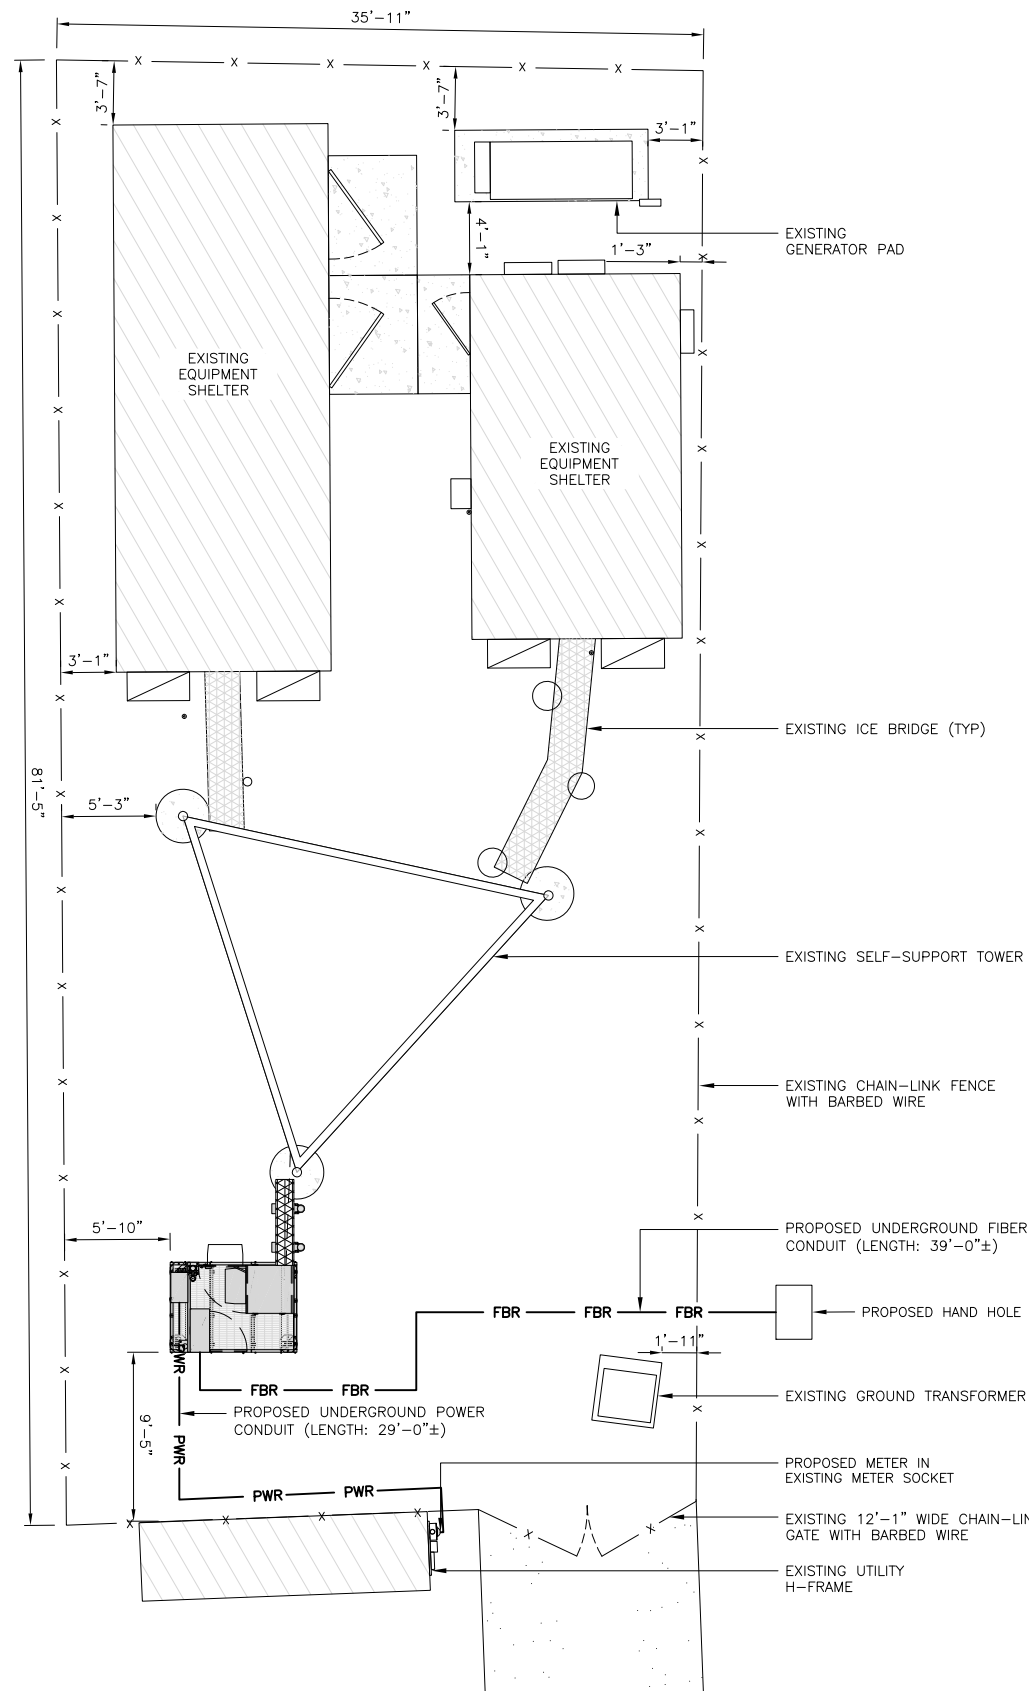 35'-11"
X X X X X X
3'-7"
3'-7"
3'-1"
EXISTING
GENERATOR PAD
4'-1"
1'-3"
EXISTING
EQUIPMENT
SHELTER
EXISTING
EQUIPMENT
SHELTER
3'-1"
EXISTING ICE BRIDGE (TYP)
81'-5"
5'-3"
EXISTING SELF-SUPPORT TOWER
EXISTING CHAIN-LINK FENCE
WITH BARBED WIRE
5'-10"
PROPOSED UNDERGROUND FIBER
CONDUIT (LENGTH: 39'-0"±)
FBR FBR FBR
PROPOSED HAND HOLE
1'-11"
PWR
FBR FBR
EXISTING GROUND TRANSFORMER
PROPOSED UNDERGROUND POWER
CONDUIT (LENGTH: 29'-0"±)
9'-5"
PWR
PROPOSED METER IN
EXISTING METER SOCKET
PWR PWR
X X X X X X
EXISTING 12'-1" WIDE CHAIN-LIN
GATE WITH BARBED WIRE
EXISTING UTILITY
H-FRAME